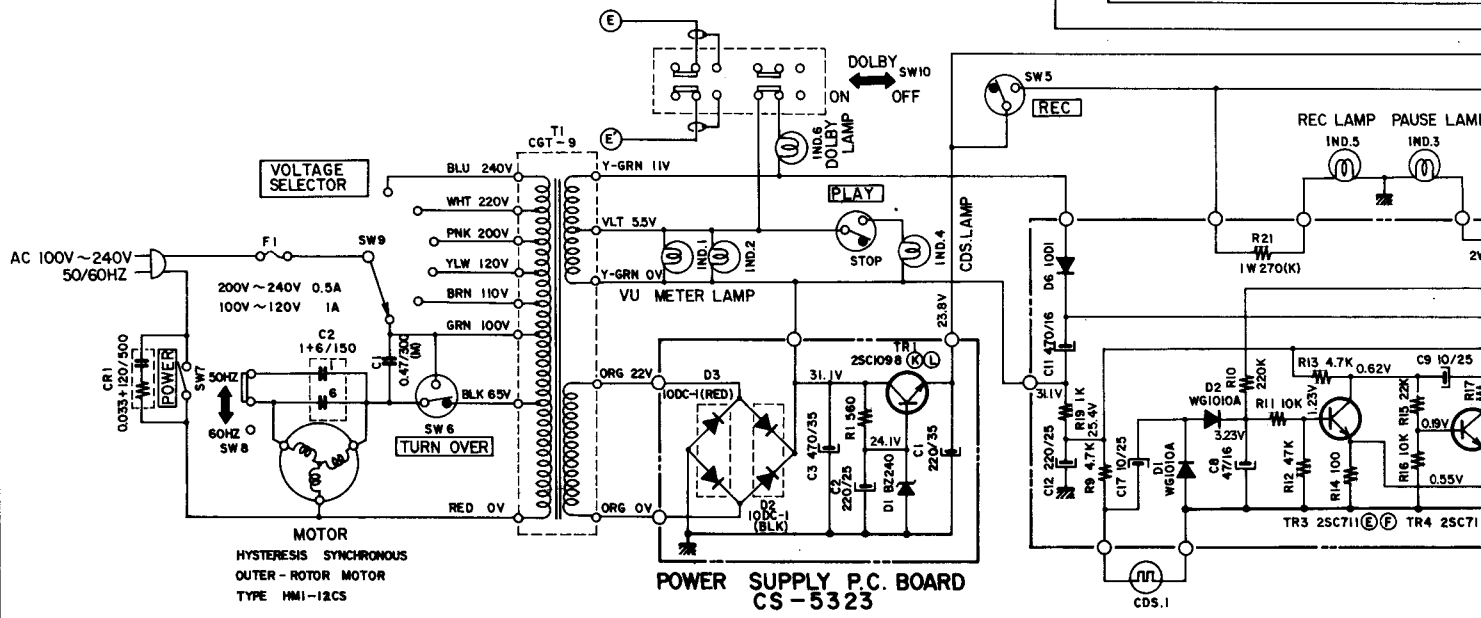 E
DOLBY SW10
ON OFF
E'
IND.6
DOLBY
LAMP
SW5
REC
REC LAMP PAUSE LAM
IND.5
IND.3
T1
CGT-9
VOLTAGE
SELECTOR
BLU 240V
WHT 220V
PNK 200V
YLW 120V
BRN 110V
GRN 100V
BLK 65V
RED 0V
Y-GRN 11V
VLT 5.5V
Y-GRN 0V
ORG 22V
ORG 0V
PLAY
STOP
IND.1
IND.2
IND.4
CDS.LAMP
VU METER LAMP
AC 100V~240V
50/60HZ
F1
SW9
200V~240V 0.5A
100V~120V 1A
C2
1+6/150
1
6
C1
0.47/300
(M)
CR1
0.033+120/500
POWER
SW7
50HZ
60HZ
SW8
SW6
TURN OVER
MOTOR
HYSTERESIS SYNCHRONOUS
OUTER-ROTOR MOTOR
TYPE HM1-12CS
D3
10DC-1(RED)
D2
10DC-1
(BLK)
31.1V
TR1
2SC1098 K L
23.8V
C3 470/35
R1 560
24.1V
C2
220/25
D1 BZ240
C1
220/35
POWER SUPPLY P.C. BOARD
CS-5323
R21
1W270(K)
2V
D6 10D1
C11 470/16
31.1V
R19 1K
25.4V
C12 220/25
R9 4.7K
C17 10/25
D1
WG1010A
D2
WG1010A
3.23V
C8
47/16
R10
220K
R11 10K
R12 47K
R13 4.7K
1.23V
0.62V
R14 100
C9 10/25
R15 22K
0.19V
R16 10K
R17
0.55V
TR3 2SC711 E F TR4 2SC71
CDS.1